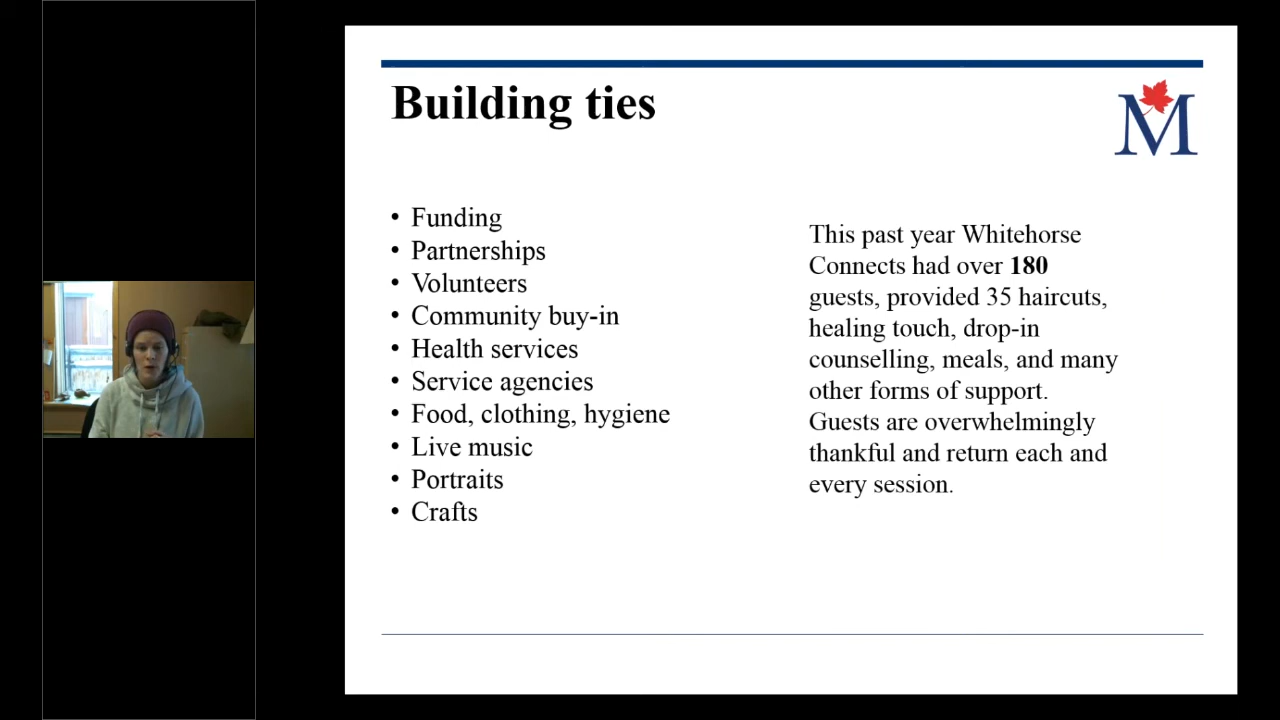 Building ties
M
• Funding
• Partnerships
• Volunteers
• Community buy-in
• Health services
• Service agencies
• Food, clothing, hygiene
• Live music
• Portraits
• Crafts
This past year Whitehorse
Connects had over 180
guests, provided 35 haircuts,
healing touch, drop-in
counselling, meals, and many
other forms of support.
Guests are overwhelmingly
thankful and return each and
every session.